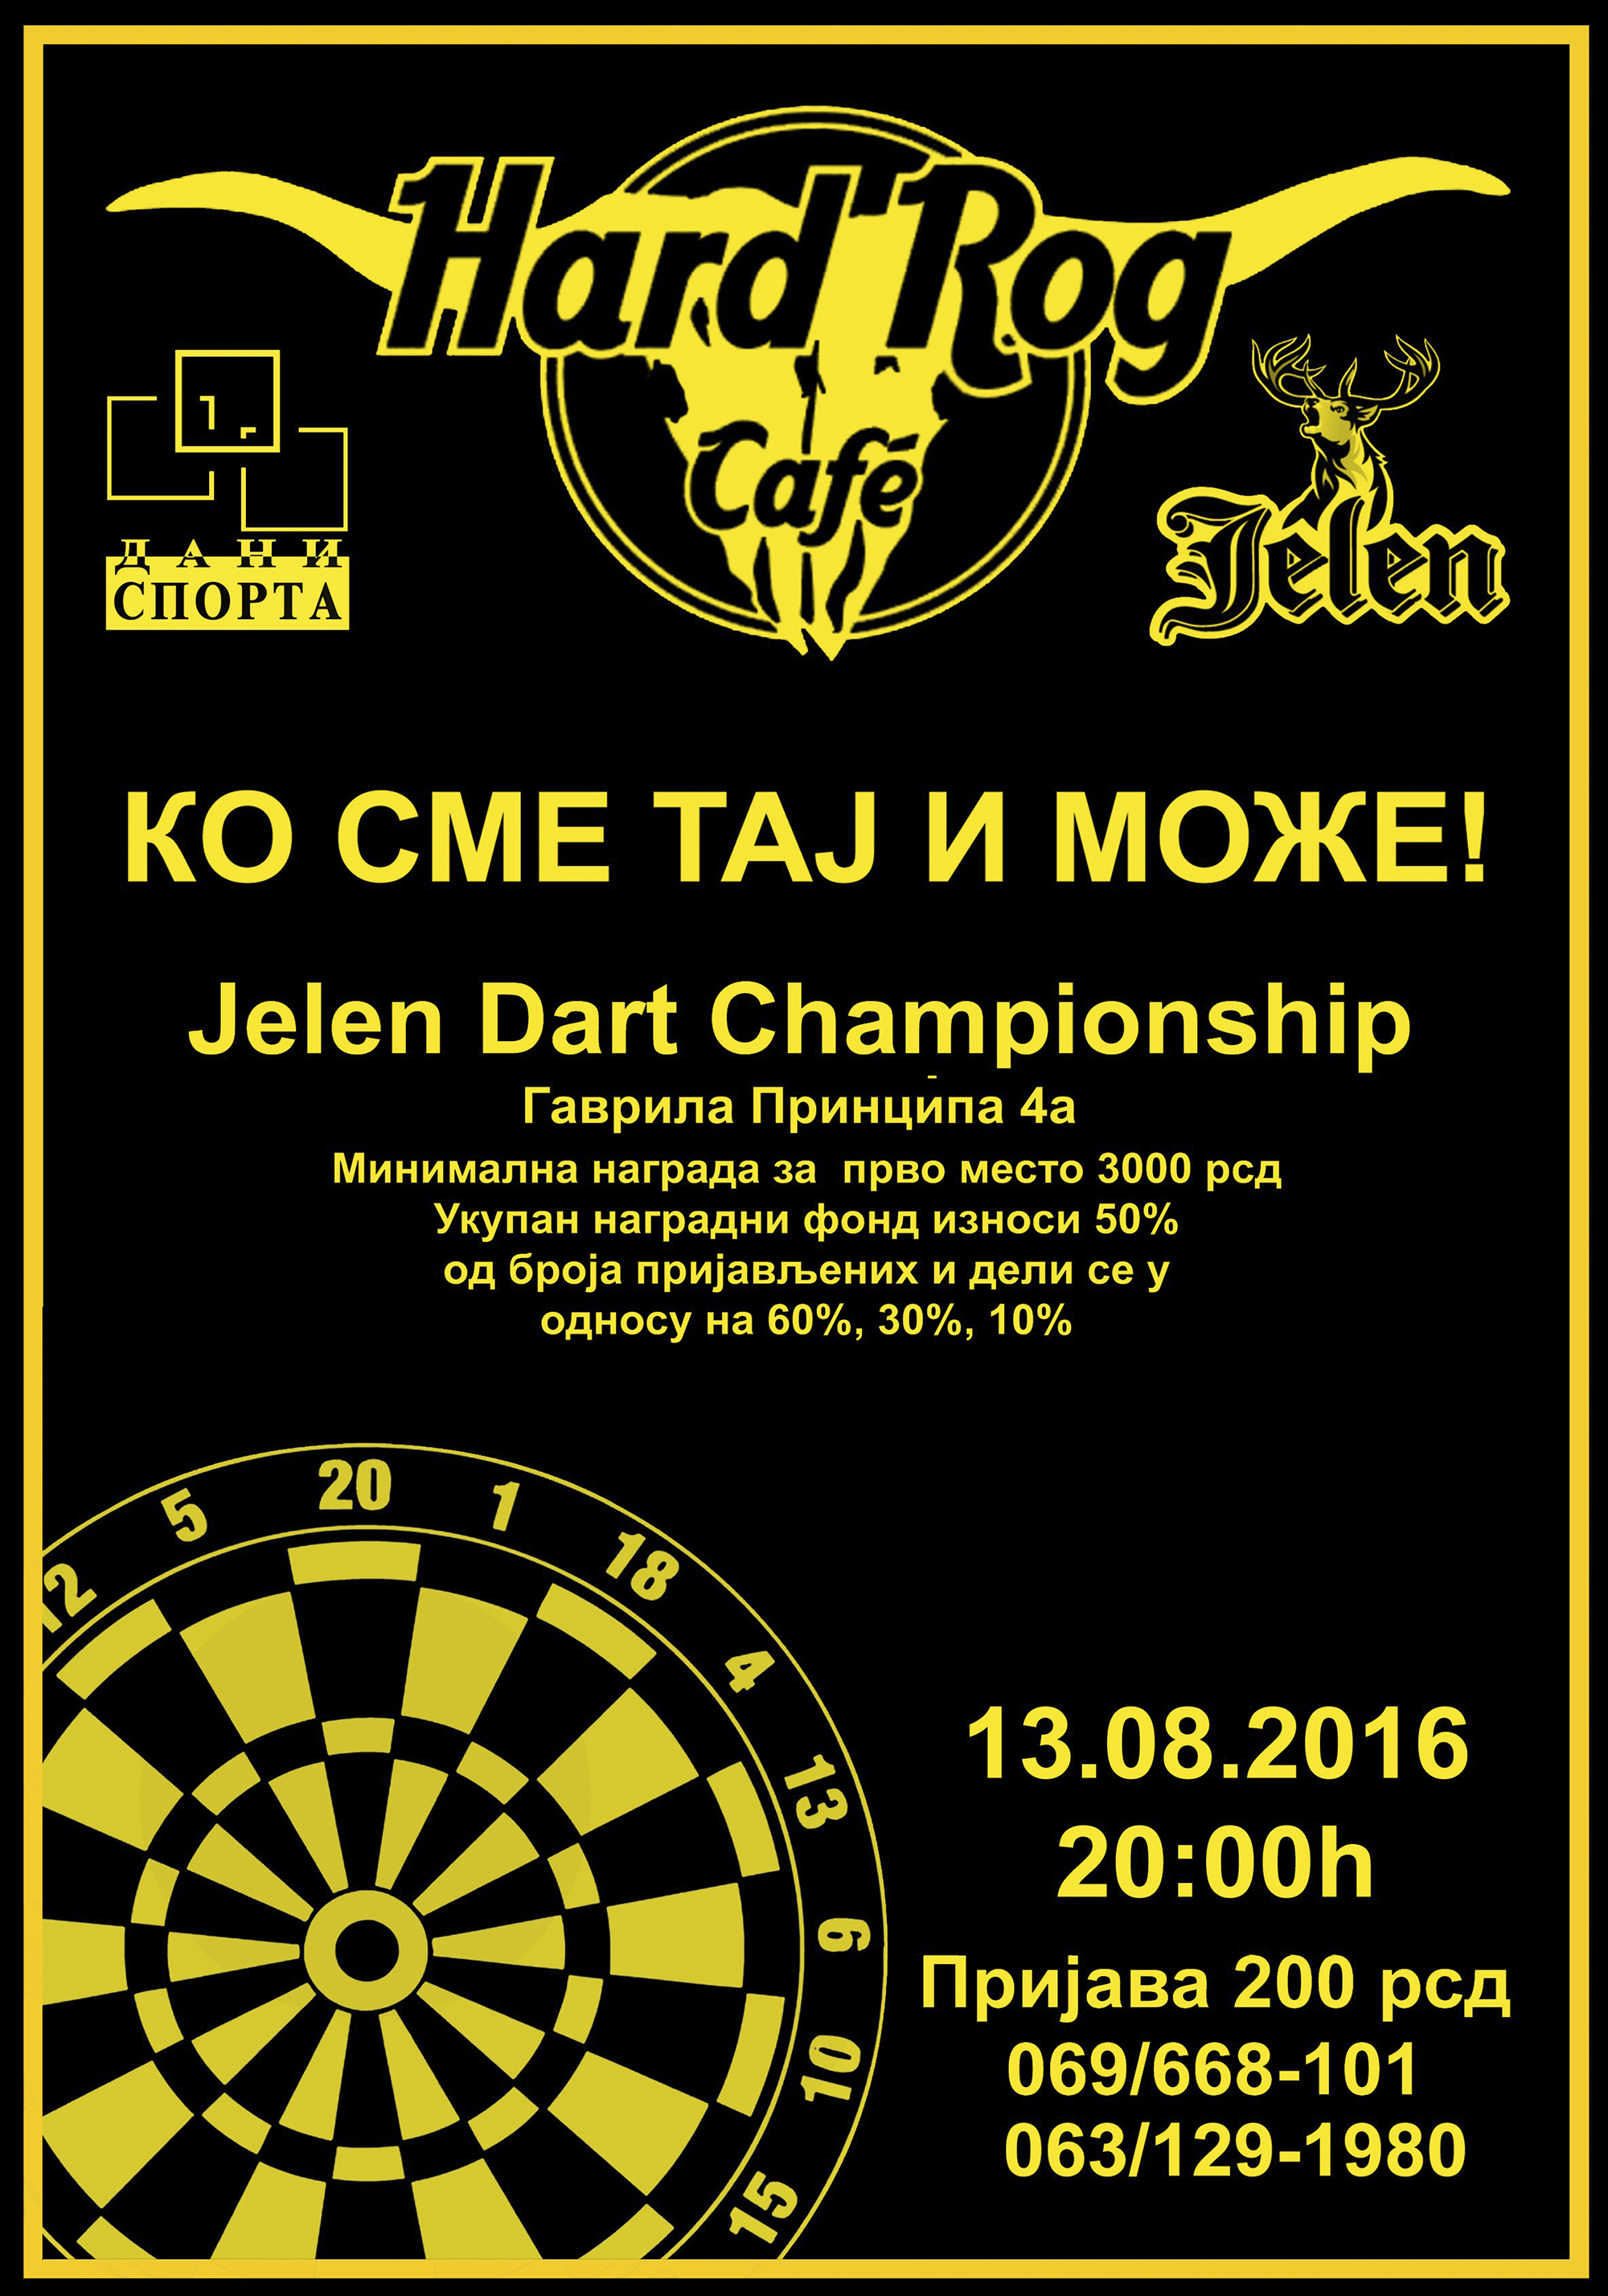 Hard Rog
Café
ДАНИ
СПОРТА
Jelen
КО СМЕ ТАЈ И МОЖЕ!
Jelen Dart Championship
Гаврила Принципа 4а
Минимална награда за прво место 3000 рсд
Укупан наградни фонд износи 50%
од броја пријављених и дели се у
односу на 60%, 30%, 10%
12
5
20
1
18
4
13
6
10
15
13.08.2016
20:00h
Пријава 200 рсд
069/668-101
063/129-1980